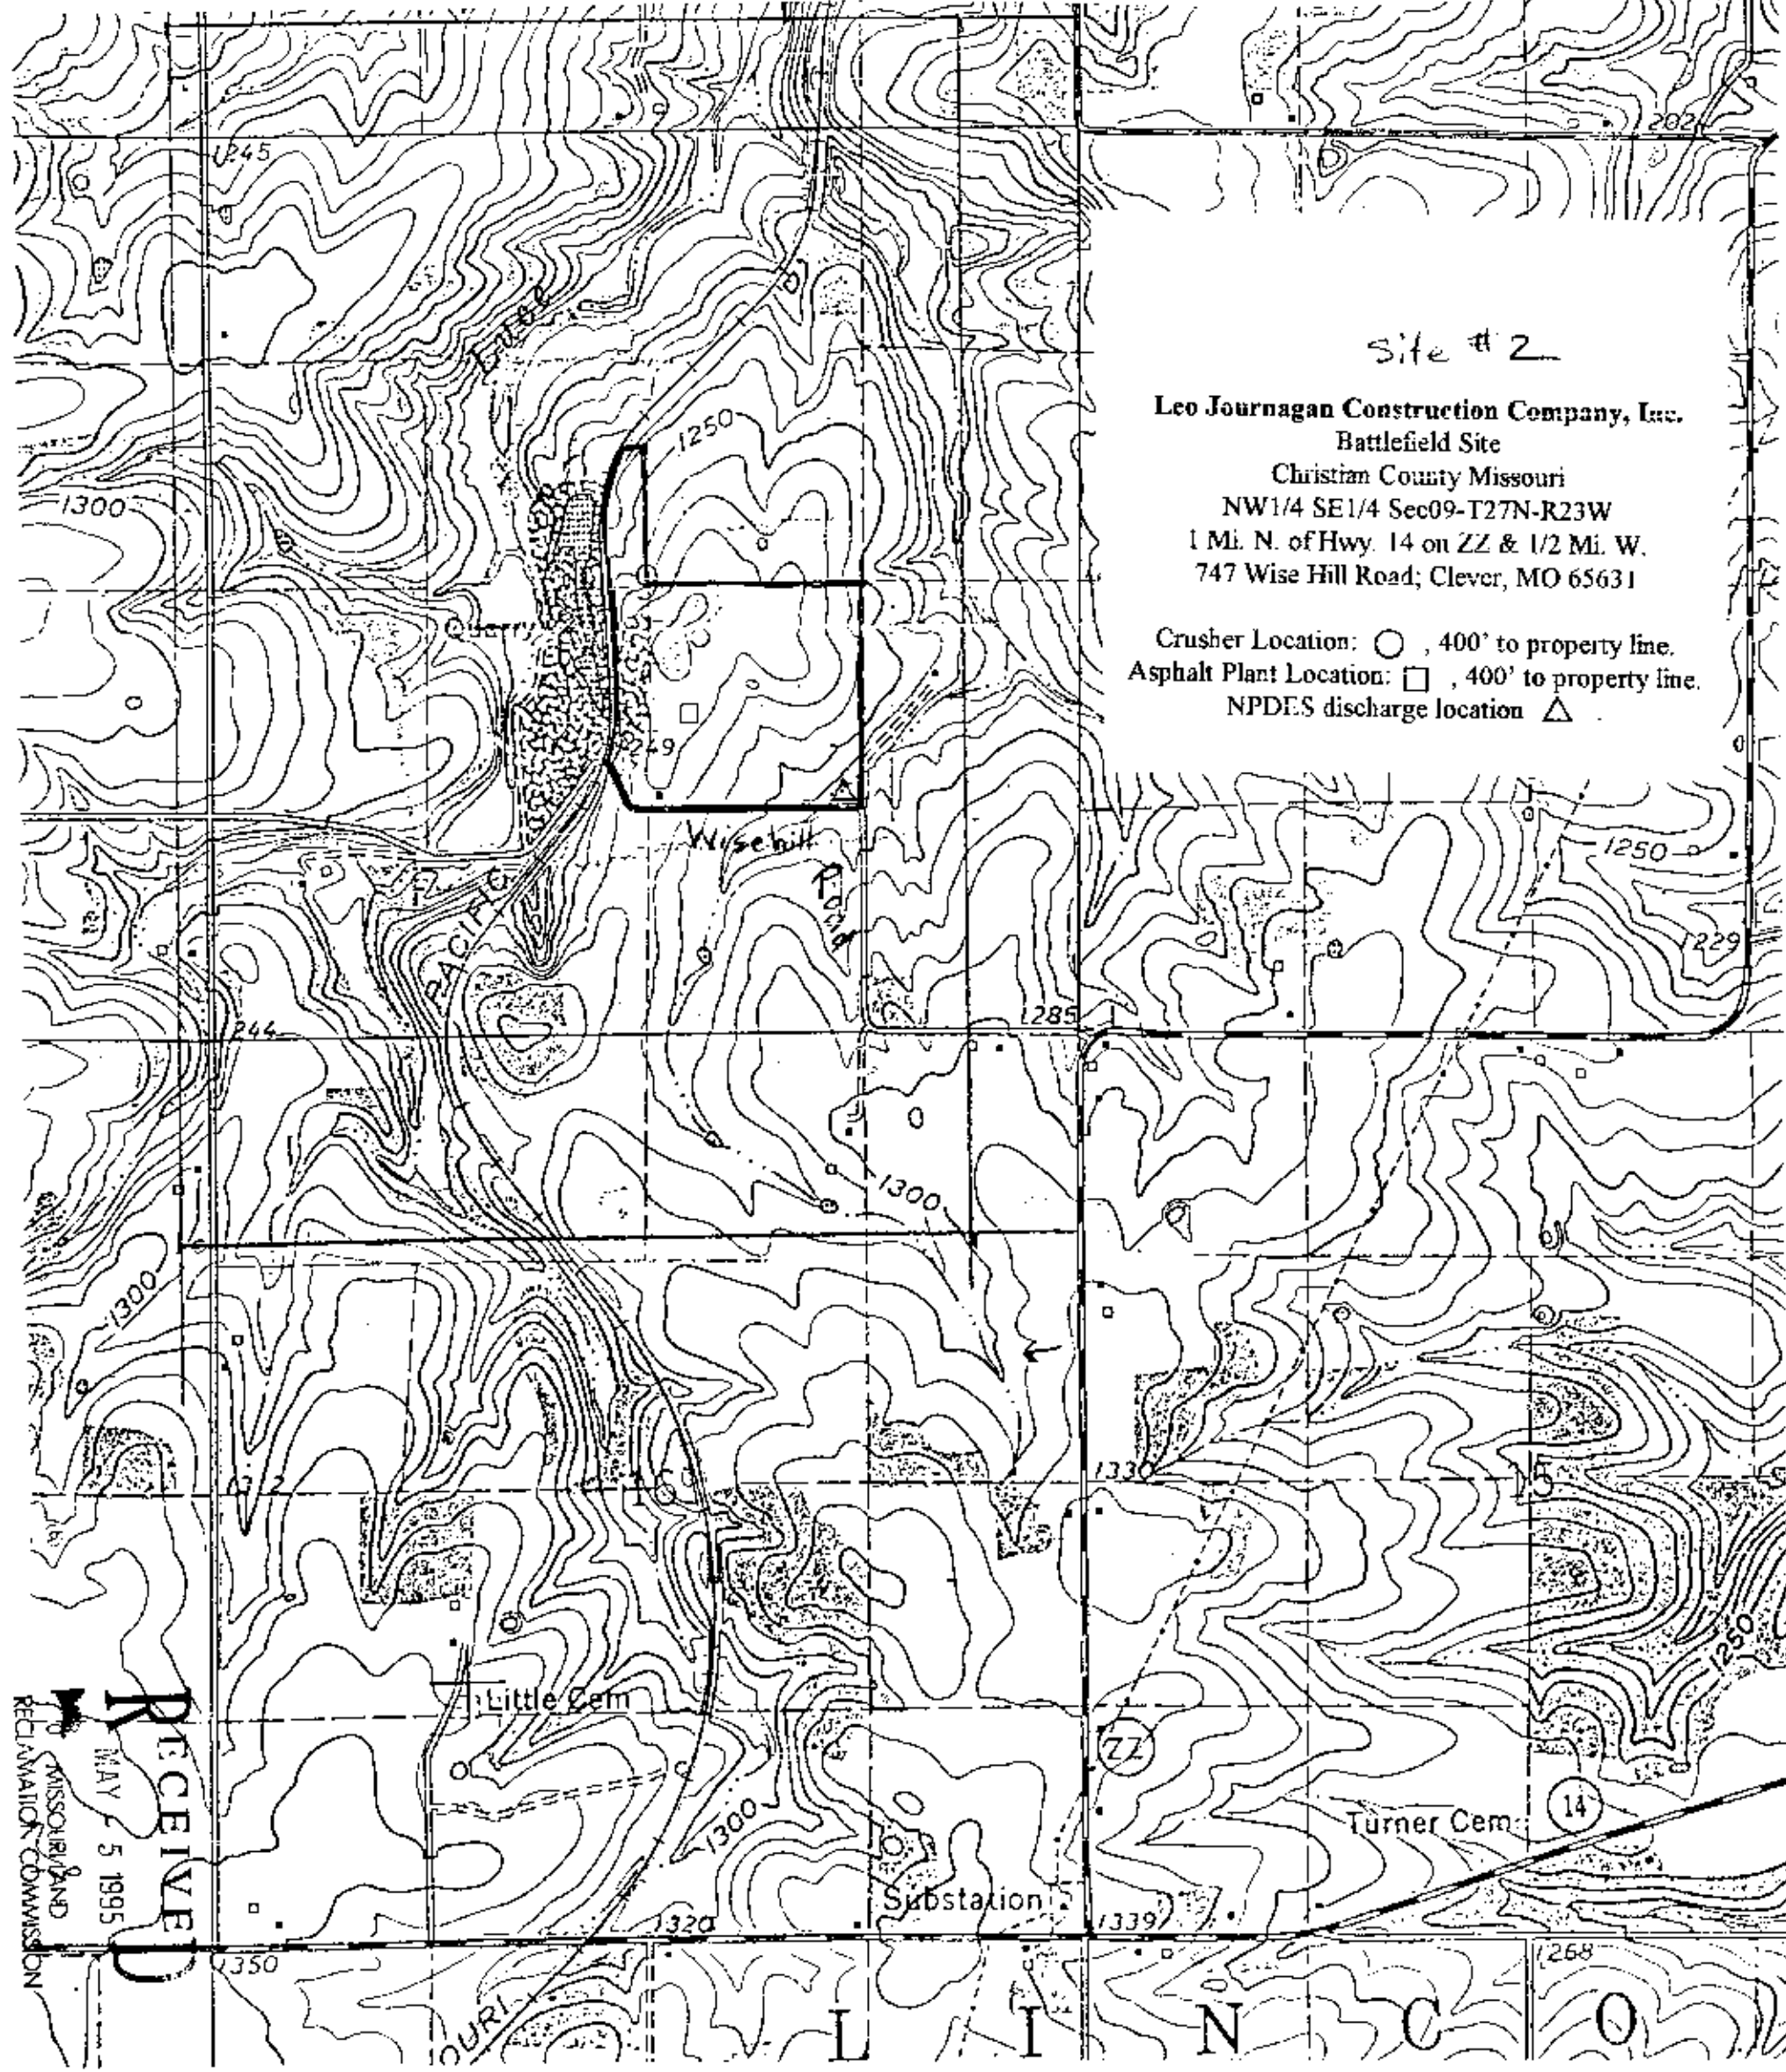 202
1245
Site # 2
Leo Journagan Construction Company, Inc.
Battlefield Site
Christian County Missouri
NW1/4 SE1/4 Sec09-T27N-R23W
1 Mi. N. of Hwy. 14 on ZZ & 1/2 Mi. W.
747 Wise Hill Road; Clever, MO 65631
Crusher Location: ◯ , 400' to property line.
Asphalt Plant Location: □ , 400' to property line.
NPDES discharge location △
1250
1300
Quarry
1249
Wisehill
Road
PACIFIC
1250
1229
1285
1244
1300
1300
1330
16
15
1250
Little Cem
ZZ
14
Turner Cem
1300
Substation
1320
1339
1350
1268
OURI
L I N C O
RECEIVED
MAY 5 1995
MISSOURI LAND
RECLAMATION COMMISSION